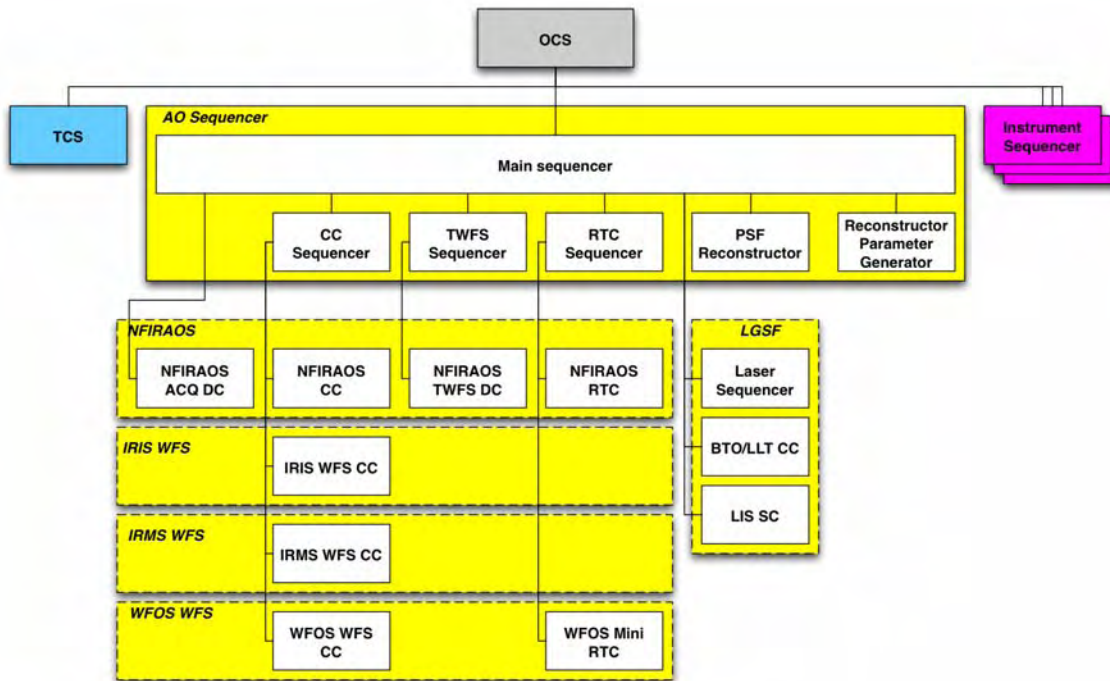 OCS
TCS
AO Sequencer
Instrument
Sequencer
Main sequencer
CC
Sequencer
TWFS
Sequencer
RTC
Sequencer
PSF
Reconstructor
Reconstructor
Parameter
Generator
NFIRAOS
NFIRAOS
ACQ DC
NFIRAOS
CC
NFIRAOS
TWFS DC
NFIRAOS
RTC
LGSF
Laser
Sequencer
BTO/LLT CC
LIS SC
IRIS WFS
IRIS WFS CC
IRMS WFS
IRMS WFS CC
WFOS WFS
WFOS WFS
CC
WFOS Mini
RTC